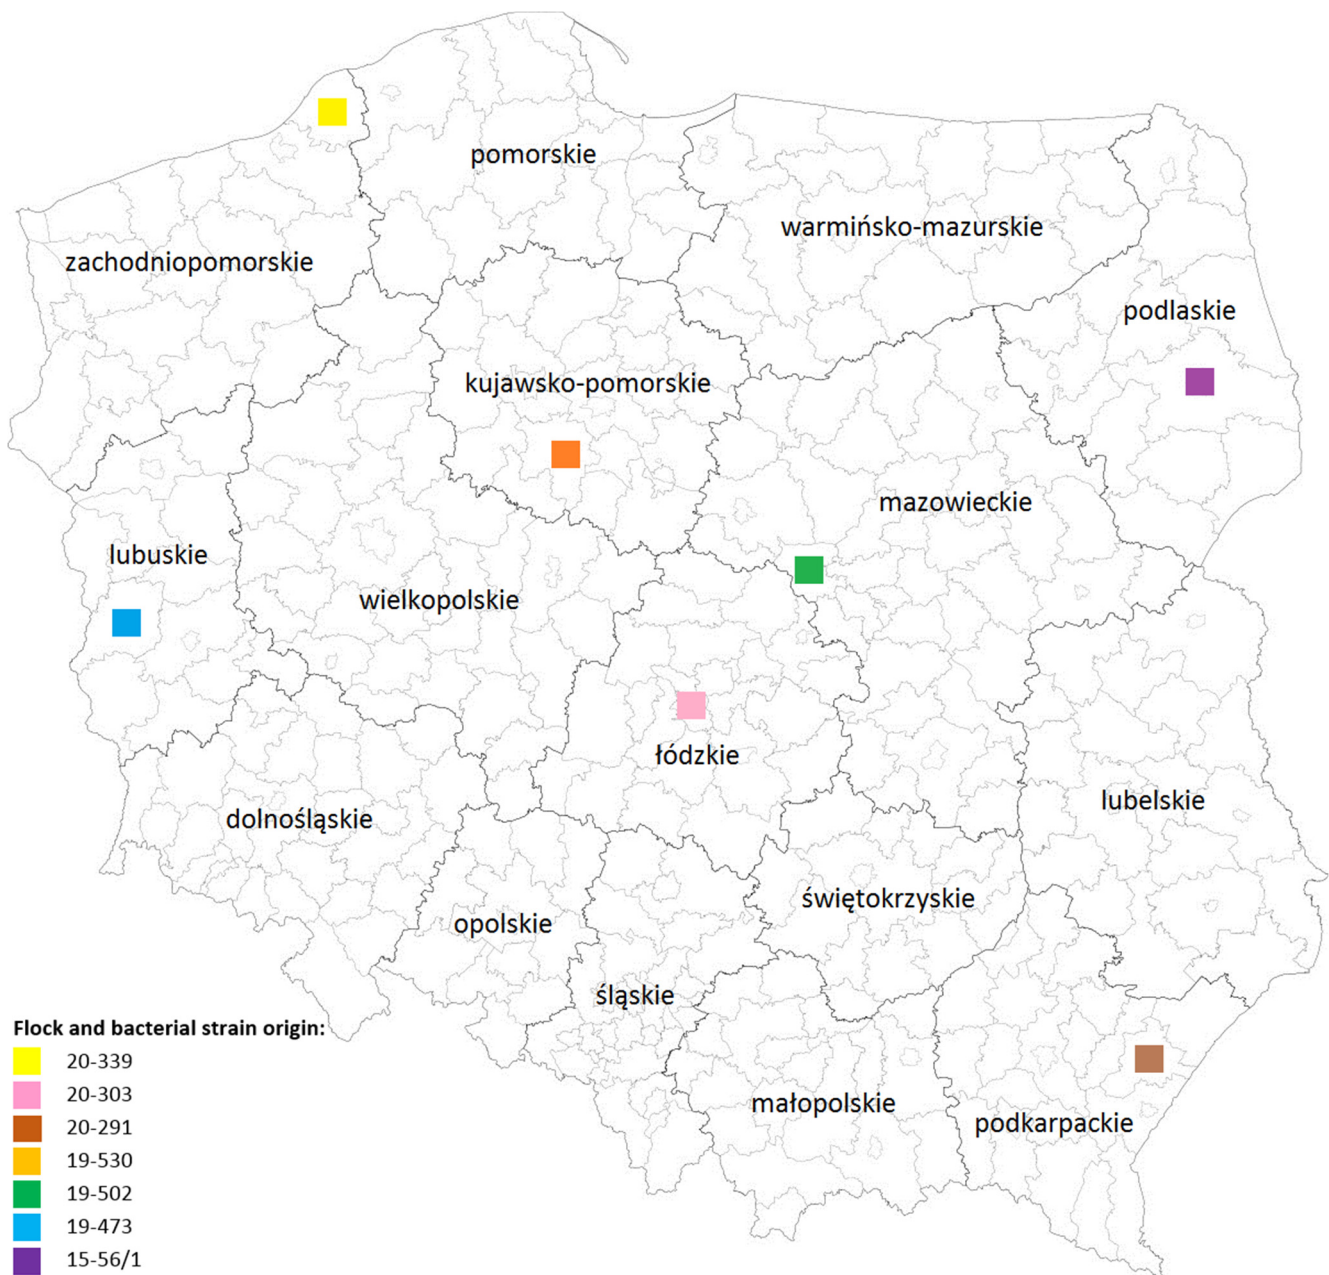 pomorskie
warmińsko-mazurskie
zachodniopomorskie
podlaskie
kujawsko-pomorskie
mazowieckie
lubuskie
wielkopolskie
łódzkie
lubelskie
dolnośląskie
świętokrzyskie
opolskie
śląskie
małopolskie
podkarpackie
Flock and bacterial strain origin:
20-339
20-303
20-291
19-530
19-502
19-473
15-56/1